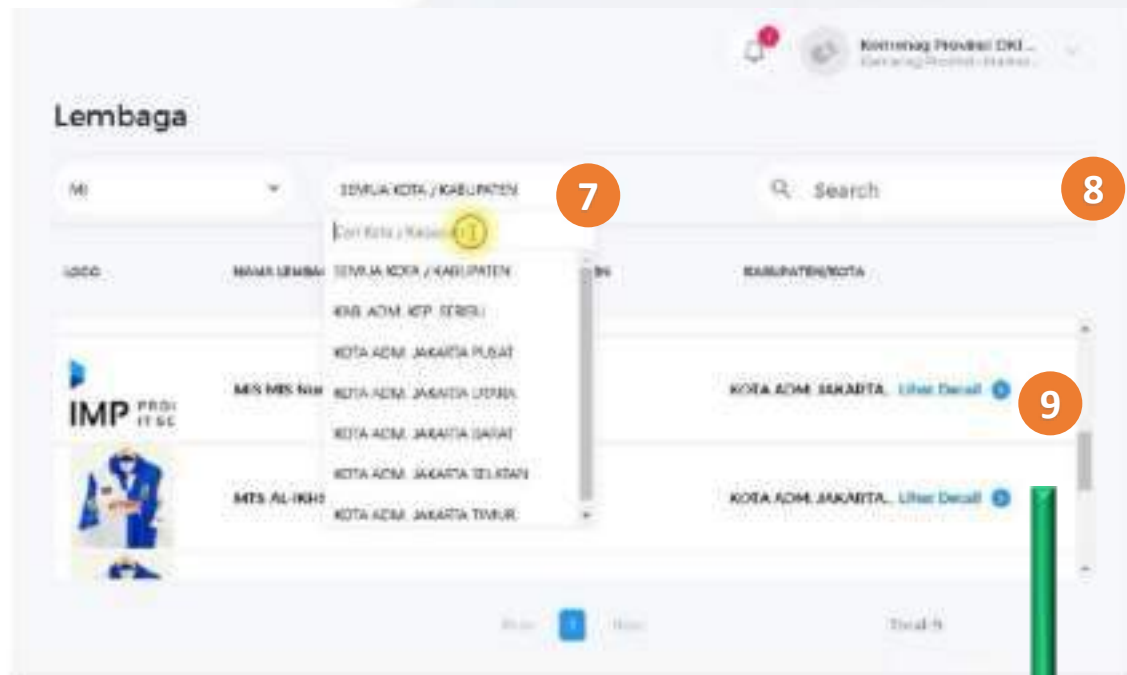 Kemenag Provinsi DKI ...
Lembaga
MI
SEMUA KOTA / KABUPATEN
7
Search
8
Cari Kota / Kabupaten
LOGO
NAMA LEMBAGA
SEMUA KOTA / KABUPATEN
KABUPATEN/KOTA
KAB. ADM. KEP. SERIBU
KOTA ADM. JAKARTA PUSAT
IMP
MIS MIS Nur
KOTA ADM. JAKARTA UTARA
KOTA ADM. JAKARTA.. Lihat Detail
9
KOTA ADM. JAKARTA BARAT
KOTA ADM. JAKARTA SELATAN
MTS AL-IKH
KOTA ADM. JAKARTA.. Lihat Detail
KOTA ADM. JAKARTA TIMUR
Prev 1 Next
Total 9